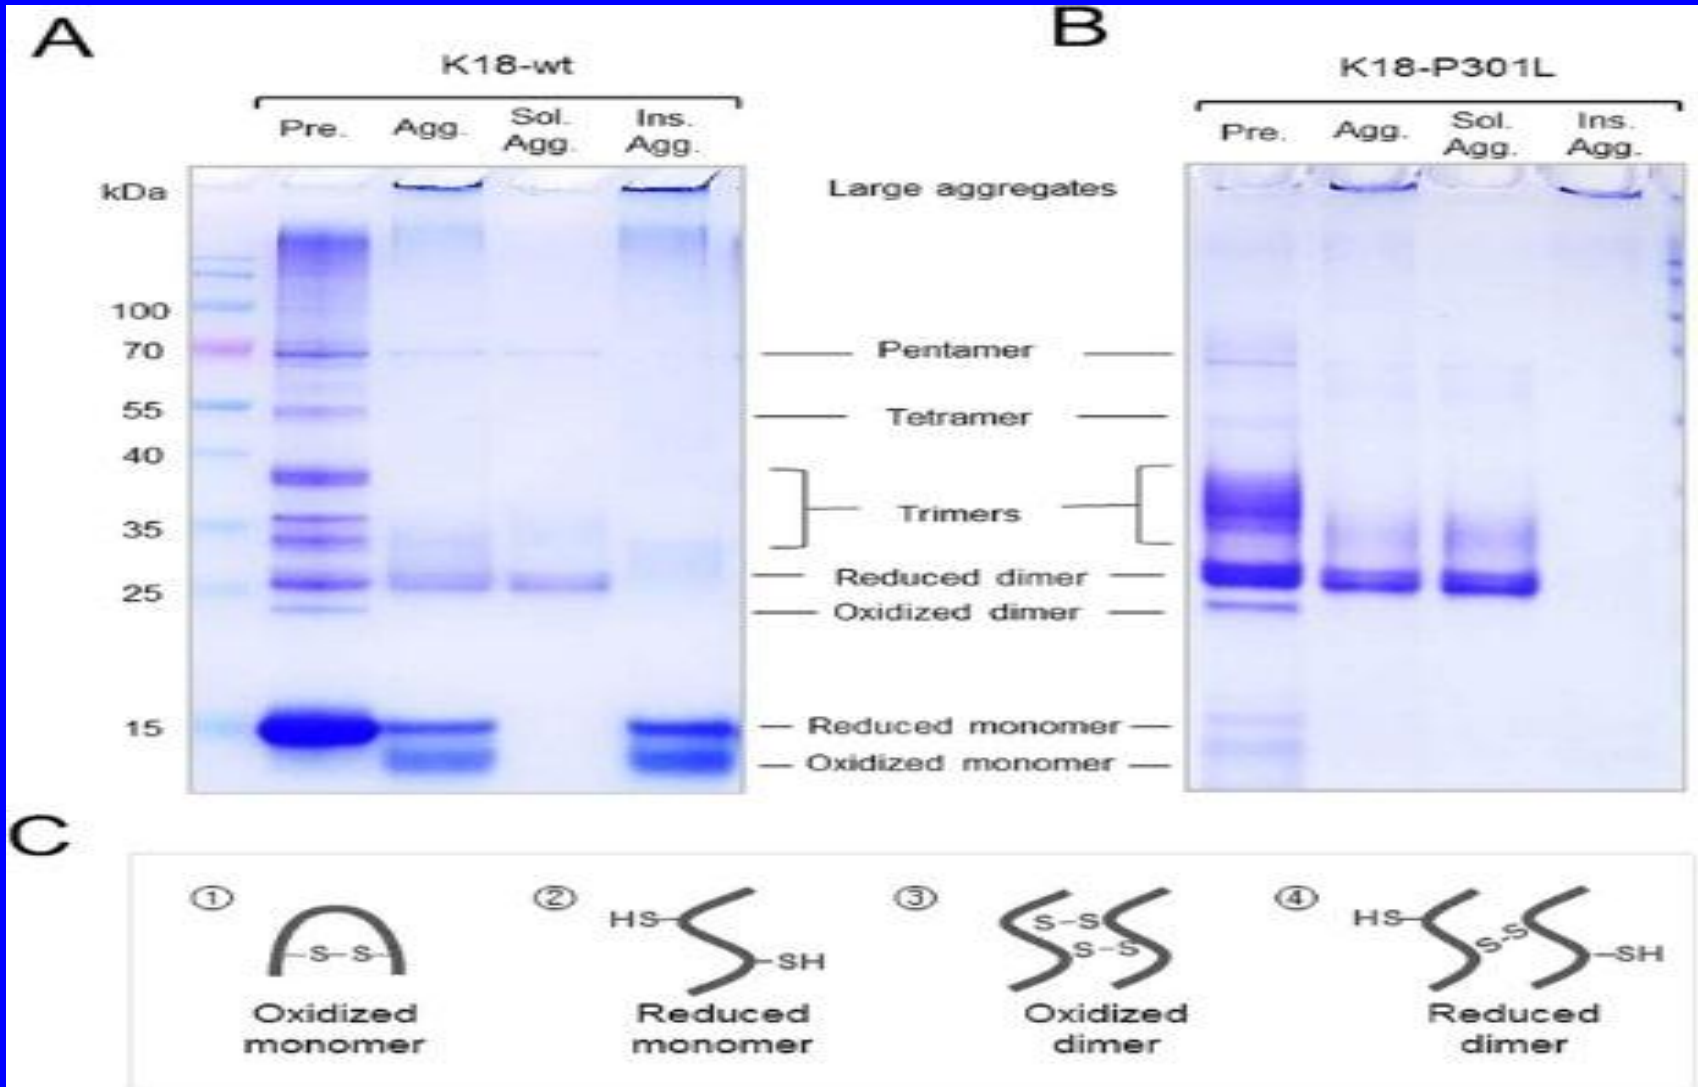 A
K18-wt
Pre.
Agg.
Sol.
Agg.
Ins.
Agg.
kDa
100
70
55
40
35
25
15
Large aggregates
Pentamer
Tetramer
Trimers
Reduced dimer
Oxidized dimer
Reduced monomer
Oxidized monomer
B
K18-P301L
Pre.
Agg.
Sol.
Agg.
Ins.
Agg.
C
①
S-S
Oxidized
monomer
②
HS
SH
Reduced
monomer
③
S-S
S-S
Oxidized
dimer
④
HS
S-S
SH
Reduced
dimer